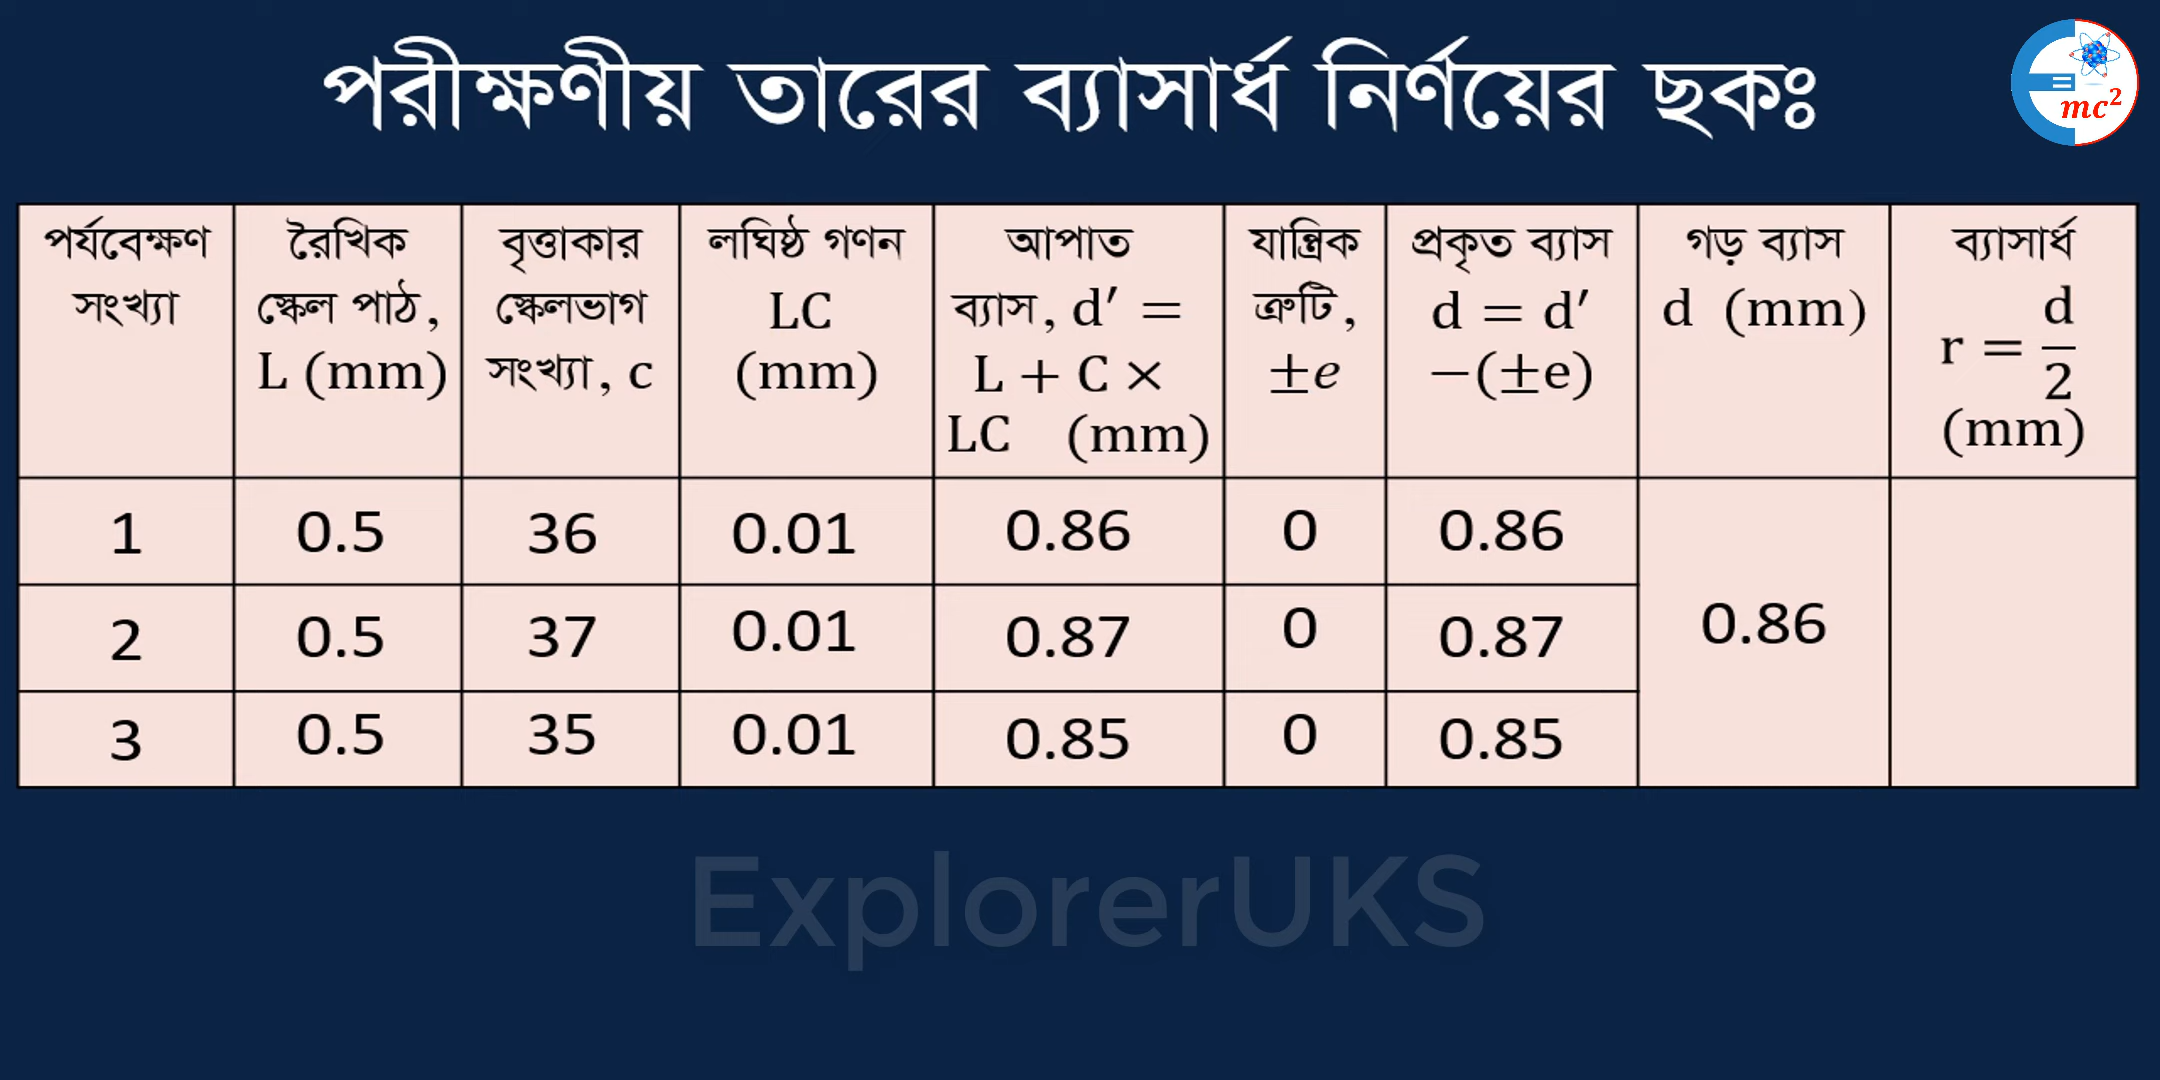 পরীক্ষণীয় তারের ব্যাসার্ধ নির্ণয়ের ছকঃ
mc²
পর্যবেক্ষণ
সংখ্যা
রৈখিক
স্কেল পাঠ,
L (mm)
বৃত্তাকার
স্কেলভাগ
সংখ্যা, c
লঘিষ্ঠ গণন
LC
(mm)
আপাত
ব্যাস, d′ =
L + C ×
LC (mm)
যান্ত্রিক
ত্রুটি,
±e
প্রকৃত ব্যাস
d = d′
−(±e)
গড় ব্যাস
d (mm)
ব্যাসার্ধ
r = d/2
(mm)
1 0.5 36 0.01 0.86 0 0.86
2 0.5 37 0.01 0.87 0 0.87 0.86
3 0.5 35 0.01 0.85 0 0.85
ExplorerUKS